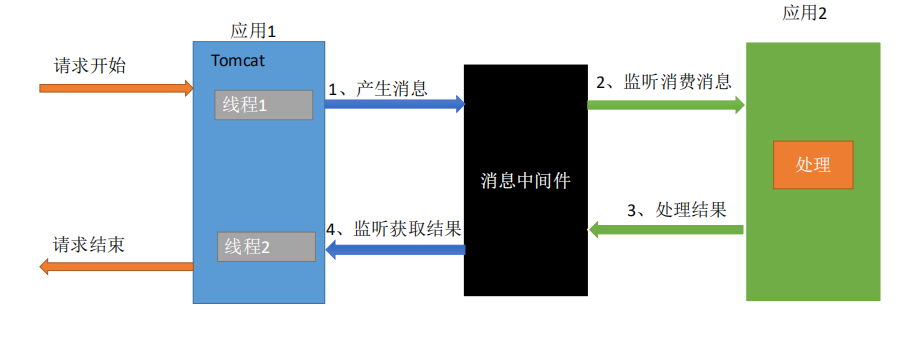 应用1
应用2
Tomcat
请求开始
线程1
1、产生消息
2、监听消费消息
处理
消息中间件
3、处理结果
4、监听获取结果
线程2
请求结束